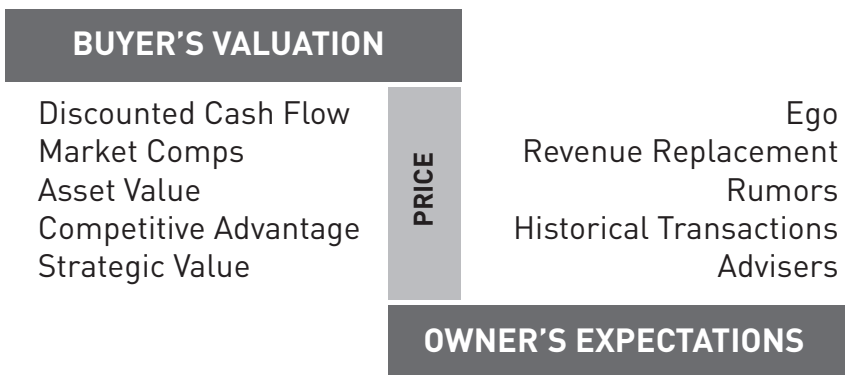 BUYER'S VALUATION
Discounted Cash Flow
Market Comps
Asset Value
Competitive Advantage
Strategic Value
PRICE
Ego
Revenue Replacement
Rumors
Historical Transactions
Advisers
OWNER'S EXPECTATIONS